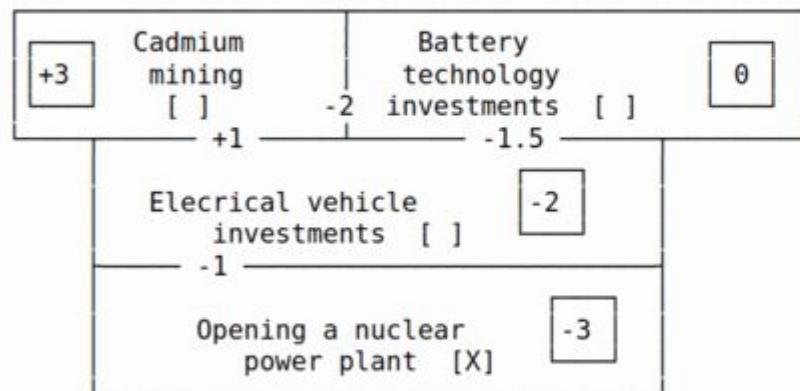 Cadmium Battery
+3 mining technology 0
[ ] -2 investments [ ]
+1 -1.5
Elecrical vehicle -2
investments [ ]
-1
Opening a nuclear -3
power plant [X]